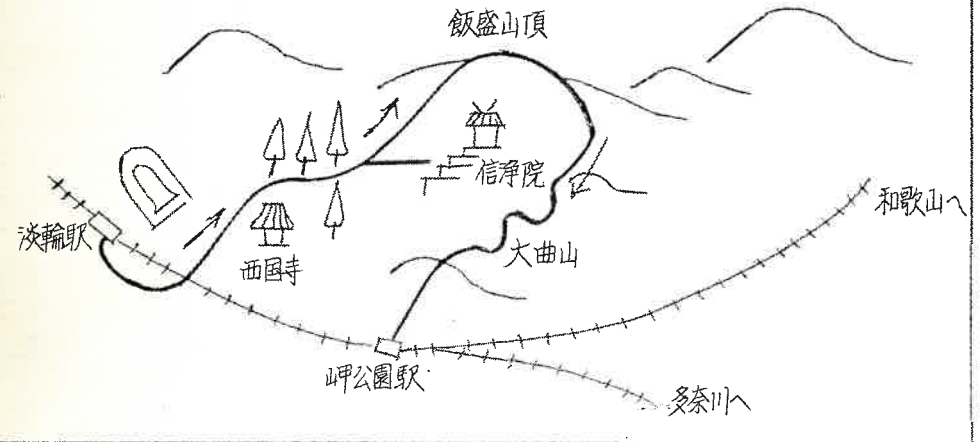 飯盛山頂
信浄院
和歌山へ
淡輪駅
西国寺
大曲山
岬公園駅
多奈川へ